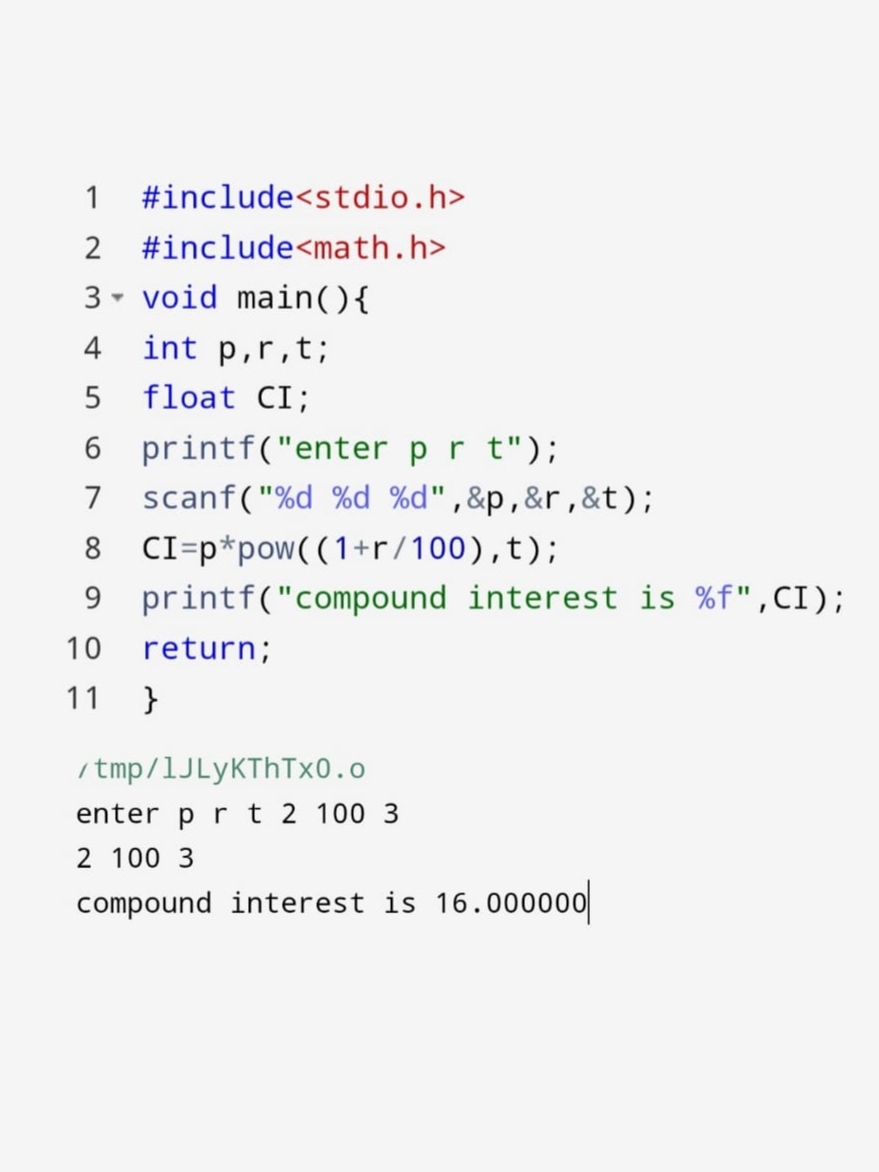 1 #include<stdio.h>
2 #include<math.h>
3 void main(){
4 int p,r,t;
5 float CI;
6 printf("enter p r t");
7 scanf("%d %d %d",&p,&r,&t);
8 CI=p*pow((1+r/100),t);
9 printf("compound interest is %f",CI);
10 return;
11 }
/tmp/lJLyKThTx0.o
enter p r t 2 100 3
2 100 3
compound interest is 16.000000